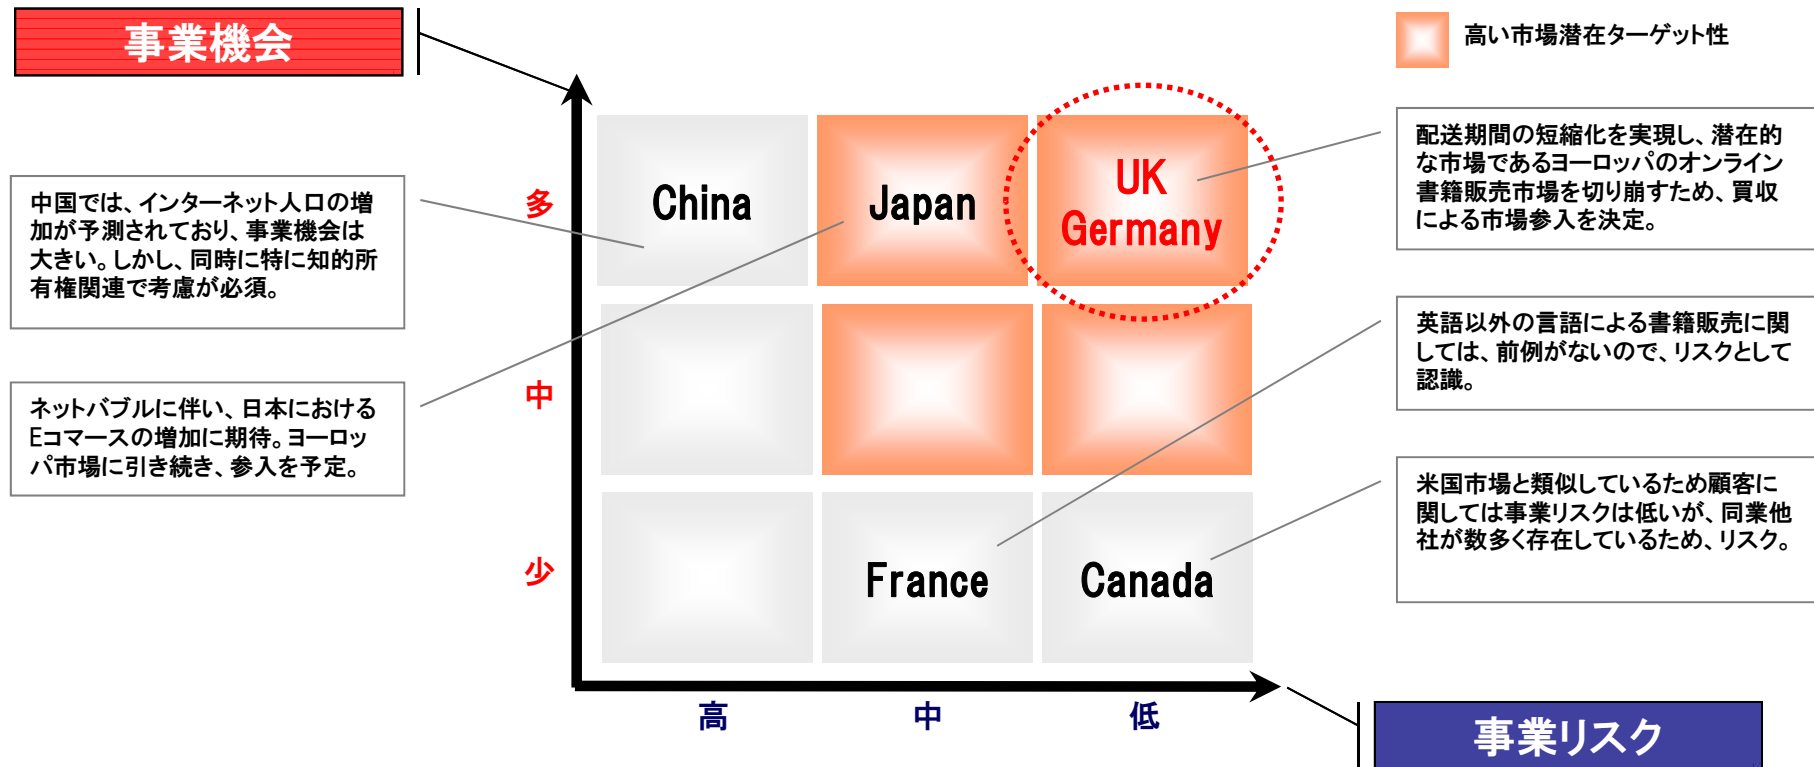 事業機会
高い市場潜在ターゲット性
中国では、インターネット人口の増
加が予測されており、事業機会は
大きい。しかし、同時に特に知的所
有権関連で考慮が必須。
ネットバブルに伴い、日本における
Eコマースの増加に期待。ヨーロッ
パ市場に引き続き、参入を予定。
多
中
少
China
Japan
UK
Germany
France
Canada
高
中
低
配送期間の短縮化を実現し、潜在的
な市場であるヨーロッパのオンライン
書籍販売市場を切り崩すため、買収
による市場参入を決定。
英語以外の言語による書籍販売に関
しては、前例がないので、リスクとして
認識。
米国市場と類似しているため顧客に
関しては事業リスクは低いが、同業他
社が数多く存在しているため、リスク。
事業リスク